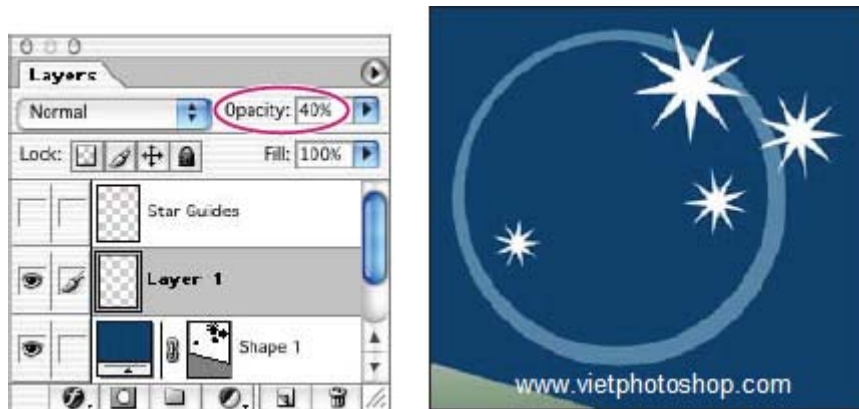 Layers
Normal
Opacity: 40%
Lock:
Fill: 100%
Star Guides
Layer 1
Shape 1
www.vietphotoshop.com